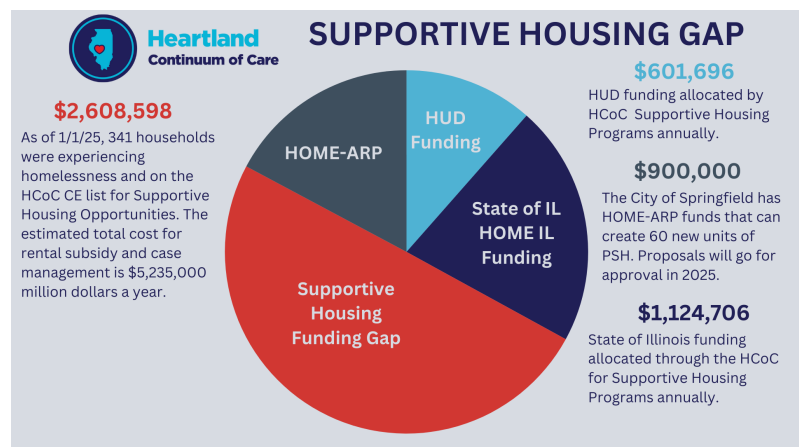 Heartland
Continuum of Care
SUPPORTIVE HOUSING GAP
$2,608,598
As of 1/1/25, 341 households
were experiencing
homelessness and on the
HCoC CE list for Supportive
Housing Opportunities. The
estimated total cost for
rental subsidy and case
management is $5,235,000
million dollars a year.
HOME-ARP
HUD
Funding
State of IL
HOME IL
Funding
Supportive
Housing
Funding Gap
$601,696
HUD funding allocated by
HCoC Supportive Housing
Programs annually.
$900,000
The City of Springfield has
HOME-ARP funds that can
create 60 new units of
PSH. Proposals will go for
approval in 2025.
$1,124,706
State of Illinois funding
allocated through the HCoC
for Supportive Housing
Programs annually.